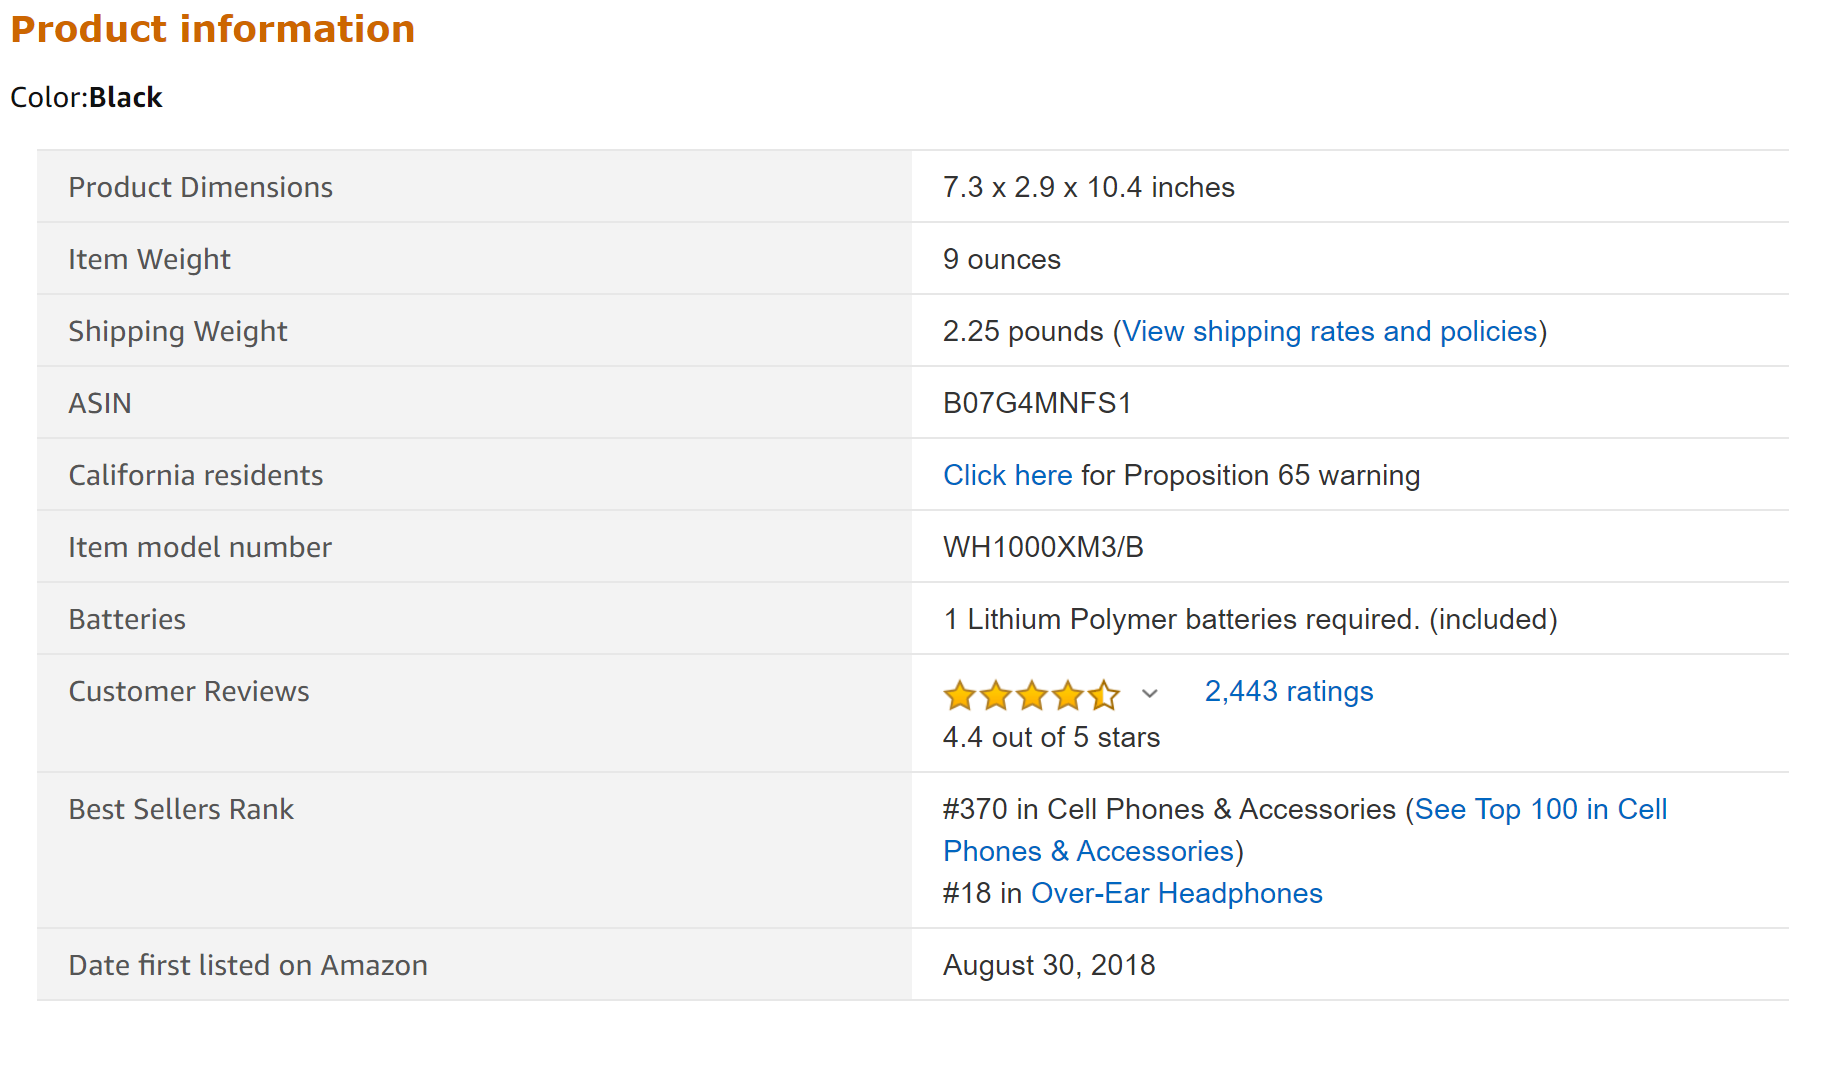 Product information
Color:Black
Product Dimensions 7.3 x 2.9 x 10.4 inches
Item Weight 9 ounces
Shipping Weight 2.25 pounds (View shipping rates and policies)
ASIN B07G4MNFS1
California residents Click here for Proposition 65 warning
Item model number WH1000XM3/B
Batteries 1 Lithium Polymer batteries required. (included)
Customer Reviews 2,443 ratings
4.4 out of 5 stars
Best Sellers Rank #370 in Cell Phones & Accessories (See Top 100 in Cell
Phones & Accessories)
#18 in Over-Ear Headphones
Date first listed on Amazon August 30, 2018